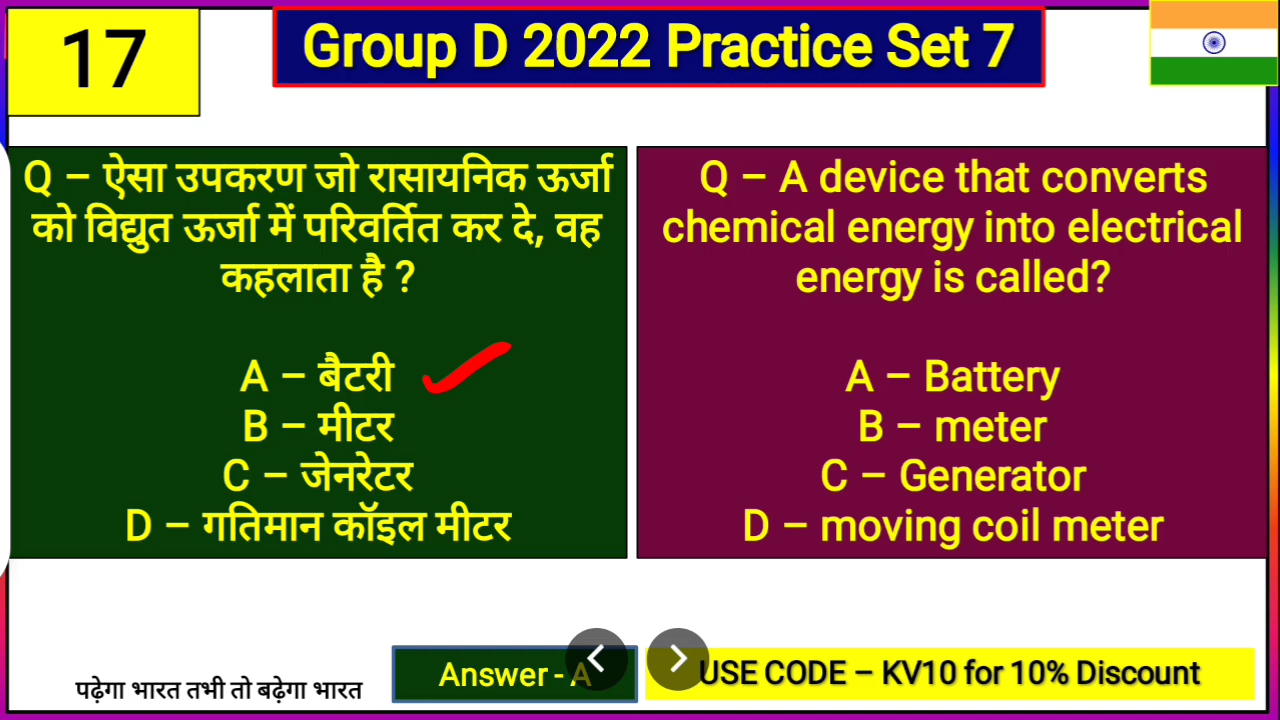 17
Group D 2022 Practice Set 7
Q – ऐसा उपकरण जो रासायनिक ऊर्जा
को विद्युत ऊर्जा में परिवर्तित कर दे, वह
कहलाता है ?
A – बैटरी
B – मीटर
C – जेनरेटर
D – गतिमान कॉइल मीटर
Q – A device that converts
chemical energy into electrical
energy is called?
A – Battery
B – meter
C – Generator
D – moving coil meter
पढ़ेगा भारत तभी तो बढ़ेगा भारत
Answer - A
USE CODE – KV10 for 10% Discount